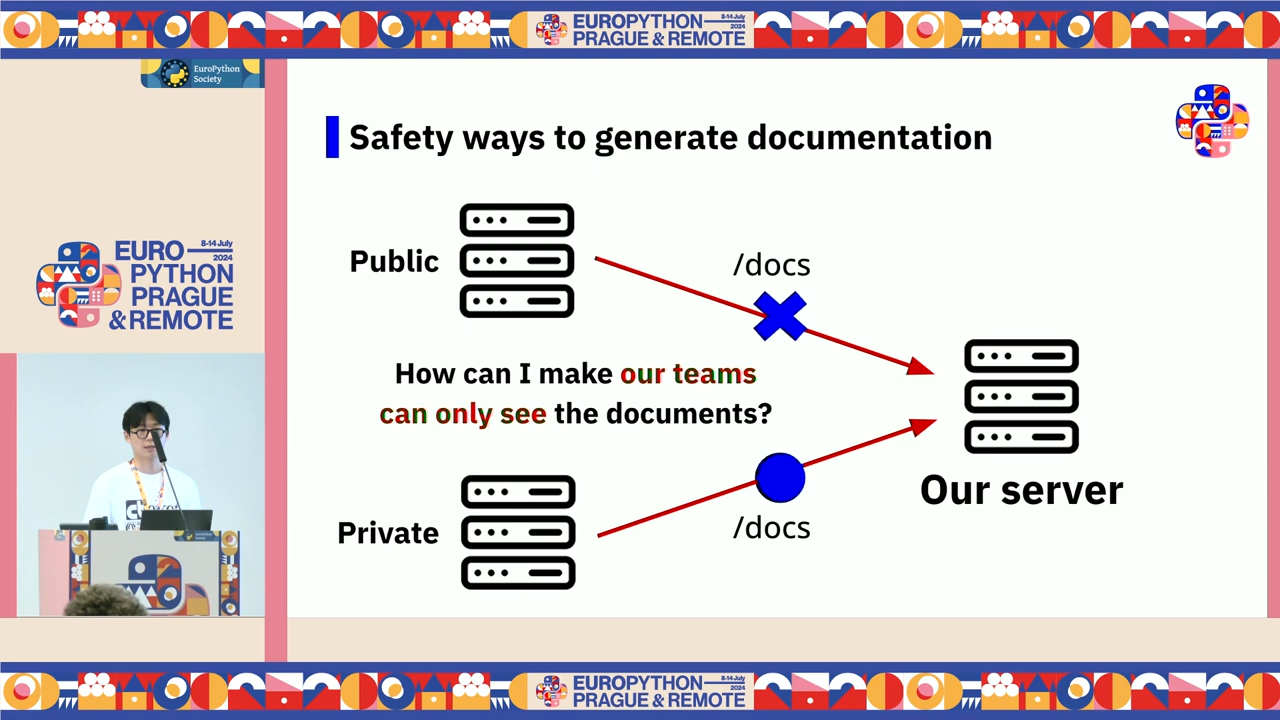 EUROPYTHON 8-14 July 2024
PRAGUE & REMOTE
EuroPython
Society
Safety ways to generate documentation
Public
/docs
How can I make our teams
can only see the documents?
Our server
Private
/docs
EURO 8-14 July 2024
PYTHON
PRAGUE
& REMOTE
EUROPYTHON 8-14 July 2024
PRAGUE & REMOTE